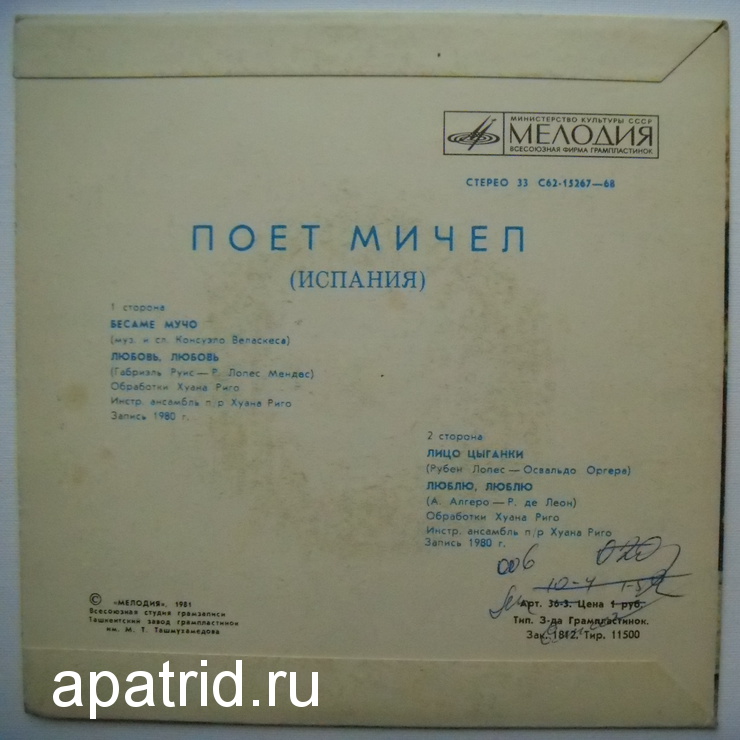 МИНИСТЕРСТВО КУЛЬТУРЫ СССР
МЕЛОДИЯ
ВСЕСОЮЗНАЯ ФИРМА ГРАМПЛАСТИНОК
СТЕРЕО 33 С62-15267—68
ПОЕТ МИЧЕЛ
(ИСПАНИЯ)
1 сторона
БЕСАМЕ МУЧО
(муз. и сл. Консуэло Веласкеса)
ЛЮБОВЬ, ЛЮБОВЬ
(Габриэль Руис — Р. Лопес Мендес)
Обработки Хуана Риго
Инстр. ансамбль п/р Хуана Риго
Запись 1980 г.
2 сторона
ЛИЦО ЦЫГАНКИ
(Рубен Лопес — Освальдо Оргера)
ЛЮБЛЮ, ЛЮБЛЮ
(А. Алгеро — Р. де Леон)
Обработки Хуана Риго
Инстр. ансамбль п/р Хуана Риго
Запись 1980 г.
006
10-4
Арт. 36-3. Цена 1 руб.
Тип. З-да Грампластинок.
Зак. 1812. Тир. 11500
© «МЕЛОДИЯ», 1981
Всесоюзная студия грамзаписи
Ташкентский завод грампластинок
им. М. Т. Ташмухамедова
apatrid.ru